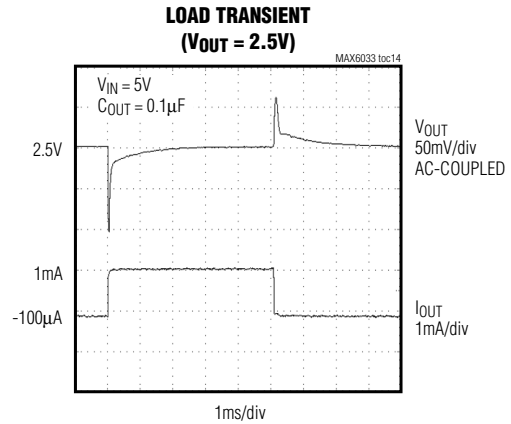 LOAD TRANSIENT
(VOUT = 2.5V)
MAX6033 toc14
VIN = 5V
COUT = 0.1μF
2.5V
VOUT
50mV/div
AC-COUPLED
1mA
-100μA
IOUT
1mA/div
1ms/div